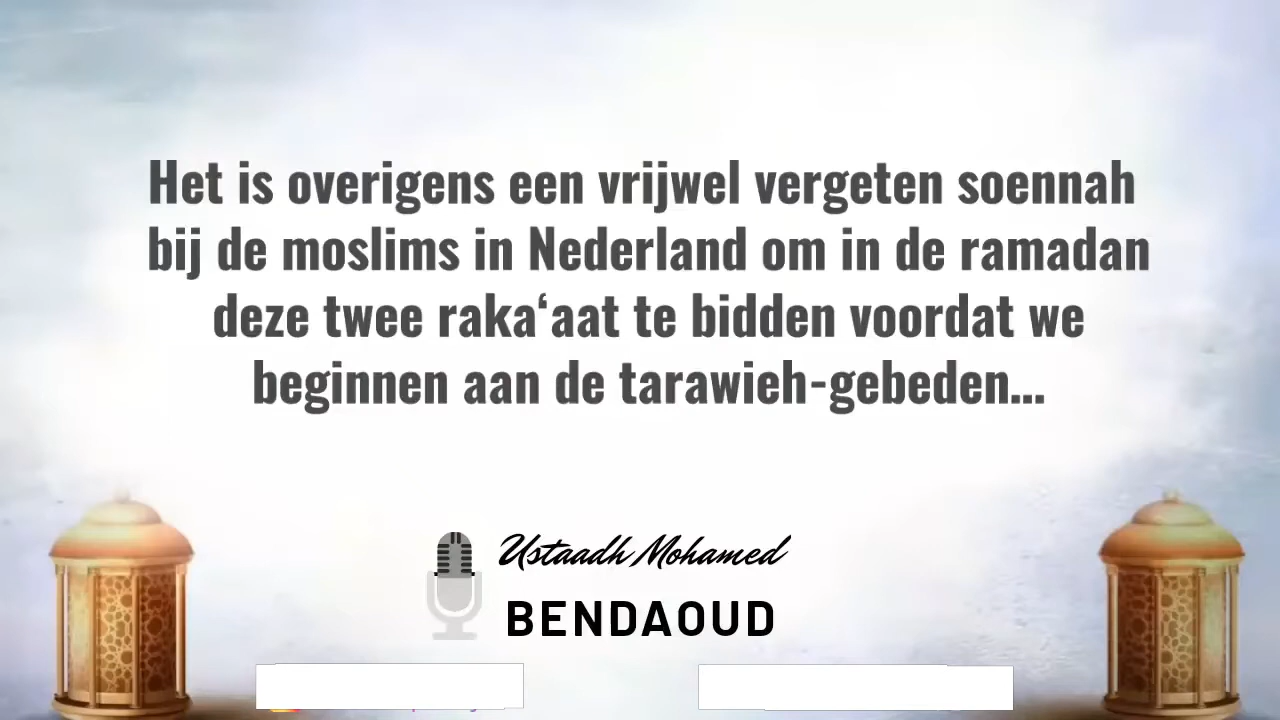 Het is overigens een vrijwel vergeten soennah
bij de moslims in Nederland om in de ramadan
deze twee raka‘aat te bidden voordat we
beginnen aan de tarawieh-gebeden...
Ustaadh Mohamed
BENDAOUD